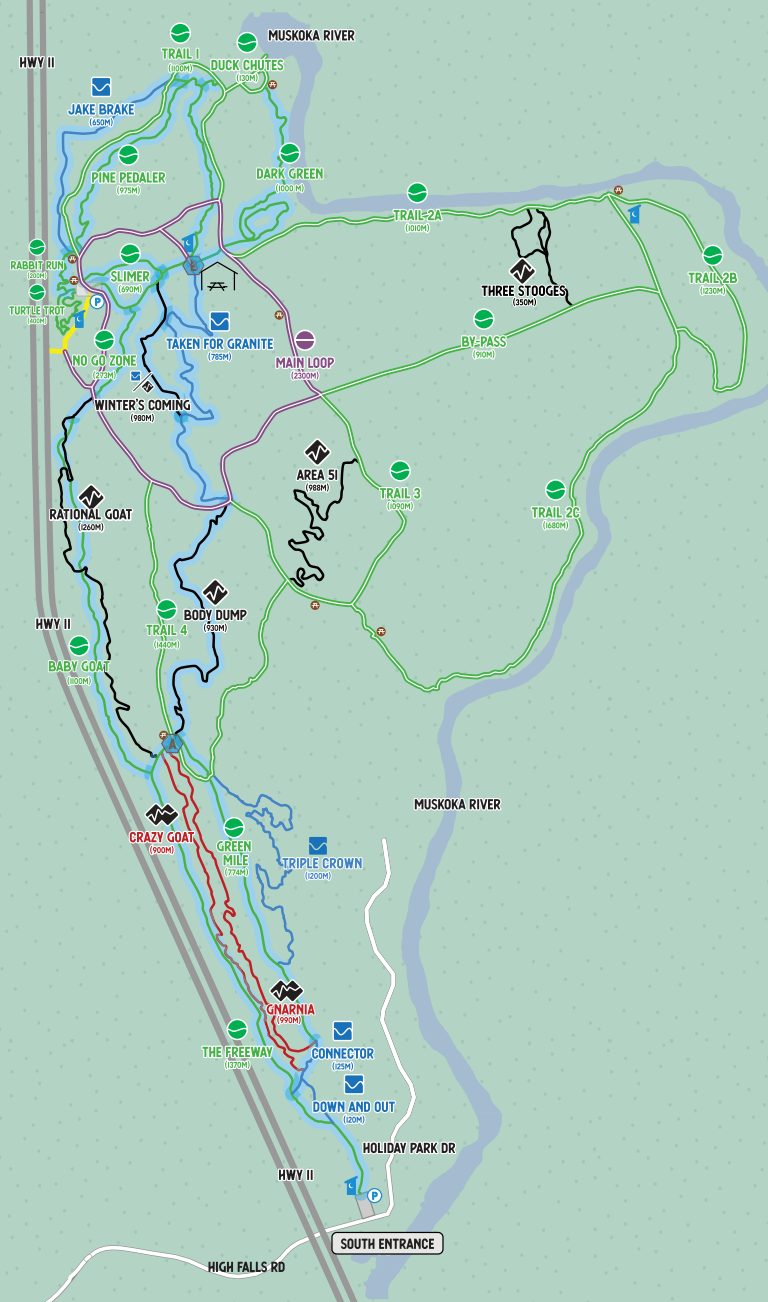 MUSKOKA RIVER
TRAIL 1
(1100M)
DUCK CHUTES
(130M)
HWY 11
JAKE BRAKE
(650M)
PINE PEDALER
(975M)
DARK GREEN
(1000 M)
TRAIL 2A
(1010M)
RABBIT RUN
(200M)
SLIMER
(690M)
B
TRAIL 2B
(1230M)
THREE STOOGES
(350M)
TURTLE TROT
(400M)
P
TAKEN FOR GRANITE
(785M)
BY-PASS
(910M)
NO GO ZONE
(273M)
MAIN LOOP
(2300M)
WINTER'S COMING
(980M)
AREA 51
(988M)
TRAIL 3
(1090M)
RATIONAL GOAT
(1260M)
TRAIL 2C
(1680M)
HWY 11
BODY DUMP
(930M)
TRAIL 4
(1440M)
BABY GOAT
(1100M)
A
MUSKOKA RIVER
CRAZY GOAT
(900M)
GREEN
MILE
(774M)
TRIPLE CROWN
(1200M)
GNARNIA
(990M)
THE FREEWAY
(1370M)
CONNECTOR
(125M)
DOWN AND OUT
(120M)
HOLIDAY PARK DR
HWY 11
P
SOUTH ENTRANCE
HIGH FALLS RD